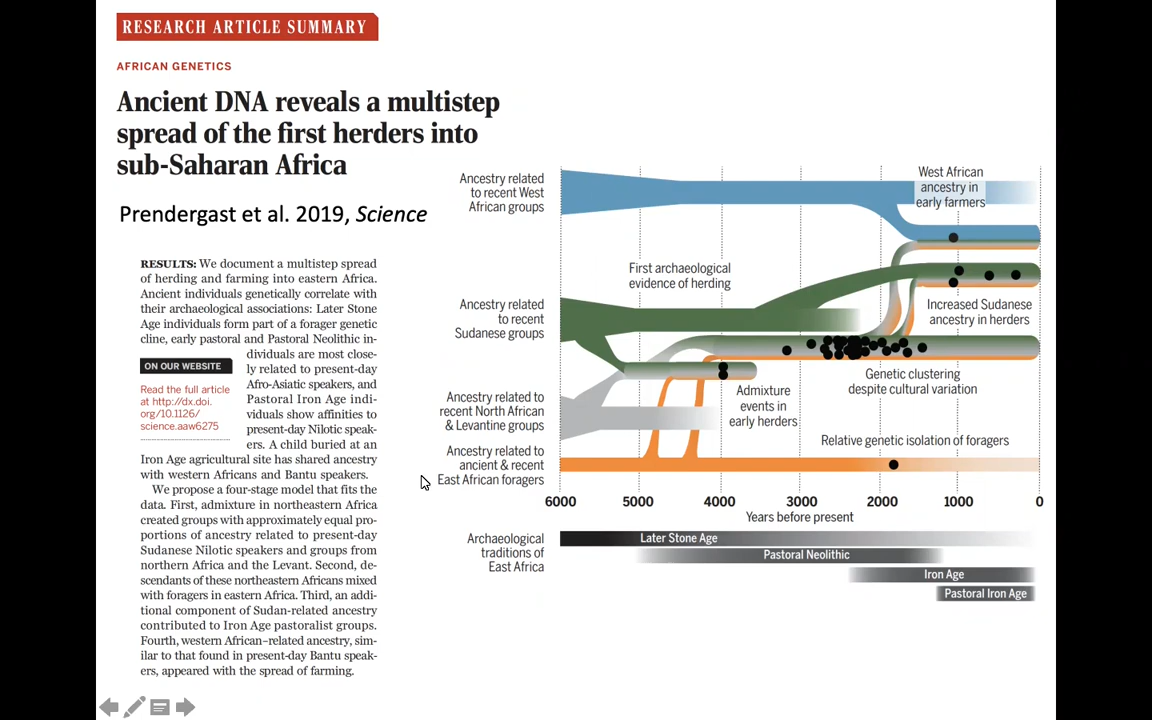 RESEARCH ARTICLE SUMMARY
AFRICAN GENETICS
Ancient DNA reveals a multistep
spread of the first herders into
sub-Saharan Africa
Prendergast et al. 2019, Science
RESULTS: We document a multistep spread
of herding and farming into eastern Africa.
Ancient individuals genetically correlate with
their archaeological associations: Later Stone
Age individuals form part of a forager genetic
cline, early pastoral and Pastoral Neolithic in-
dividuals are most close-
ly related to present-day
Afro-Asiatic speakers, and
Pastoral Iron Age indi-
viduals show affinities to
present-day Nilotic speak-
ers. A child buried at an
Iron Age agricultural site has shared ancestry
with western Africans and Bantu speakers.
We propose a four-stage model that fits the
data. First, admixture in northeastern Africa
created groups with approximately equal pro-
portions of ancestry related to present-day
Sudanese Nilotic speakers and groups from
northern Africa and the Levant. Second, de-
scendants of these northeastern Africans mixed
with foragers in eastern Africa. Third, an addi-
tional component of Sudan-related ancestry
contributed to Iron Age pastoralist groups.
Fourth, western African–related ancestry, sim-
ilar to that found in present-day Bantu speak-
ers, appeared with the spread of farming.
ON OUR WEBSITE
Read the full article
at http://dx.doi.
org/10.1126/
science.aaw6275
Ancestry related
to recent West
African groups
West African
ancestry in
early farmers
First archaeological
evidence of herding
Ancestry related
to recent
Sudanese groups
Increased Sudanese
ancestry in herders
Genetic clustering
despite cultural variation
Ancestry related to
recent North African
& Levantine groups
Admixture
events in
early herders
Relative genetic isolation of foragers
Ancestry related to
ancient & recent
East African foragers
6000 5000 4000 3000 2000 1000 0
Years before present
Archaeological
traditions of
East Africa
Later Stone Age
Pastoral Neolithic
Iron Age
Pastoral Iron Age